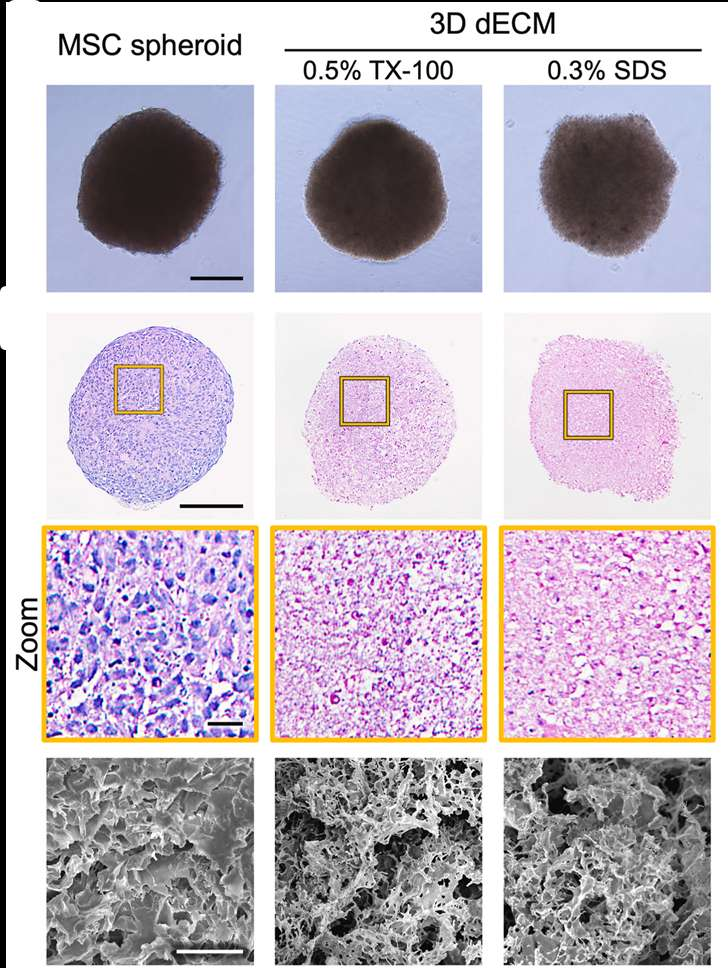 MSC spheroid
3D dECM
0.5% TX-100
0.3% SDS
Zoom